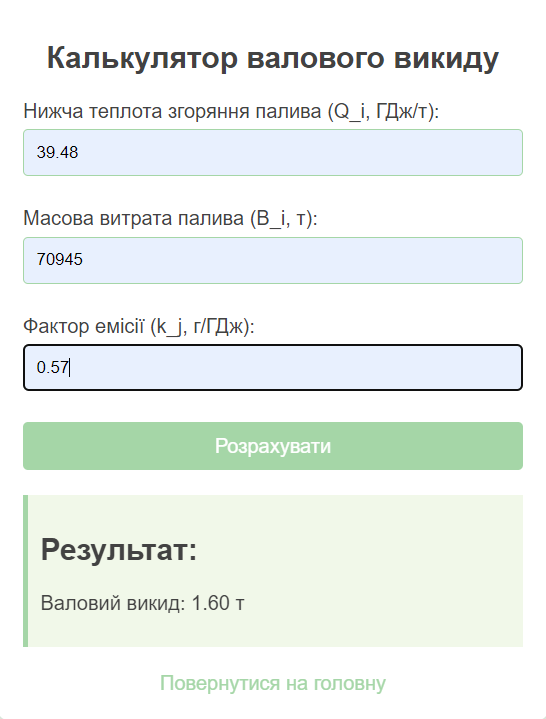 Калькулятор валового викиду
Нижча теплота згоряння палива (Q_i, ГДж/т):
39.48
Масова витрата палива (B_i, т):
70945
Фактор емісії (k_j, г/ГДж):
0.57
Розрахувати
Результат:
Валовий викид: 1.60 т
Повернутися на головну